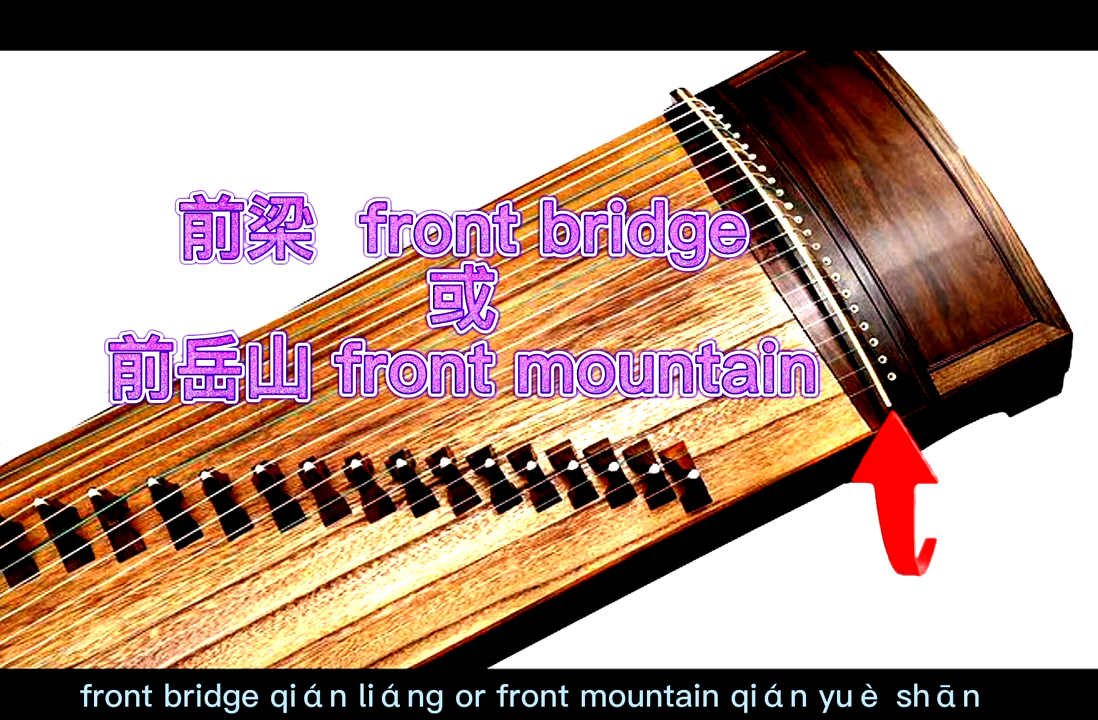 前梁 front bridge
或
前岳山 front mountain
front bridge qián liáng or front mountain qián yuè shān